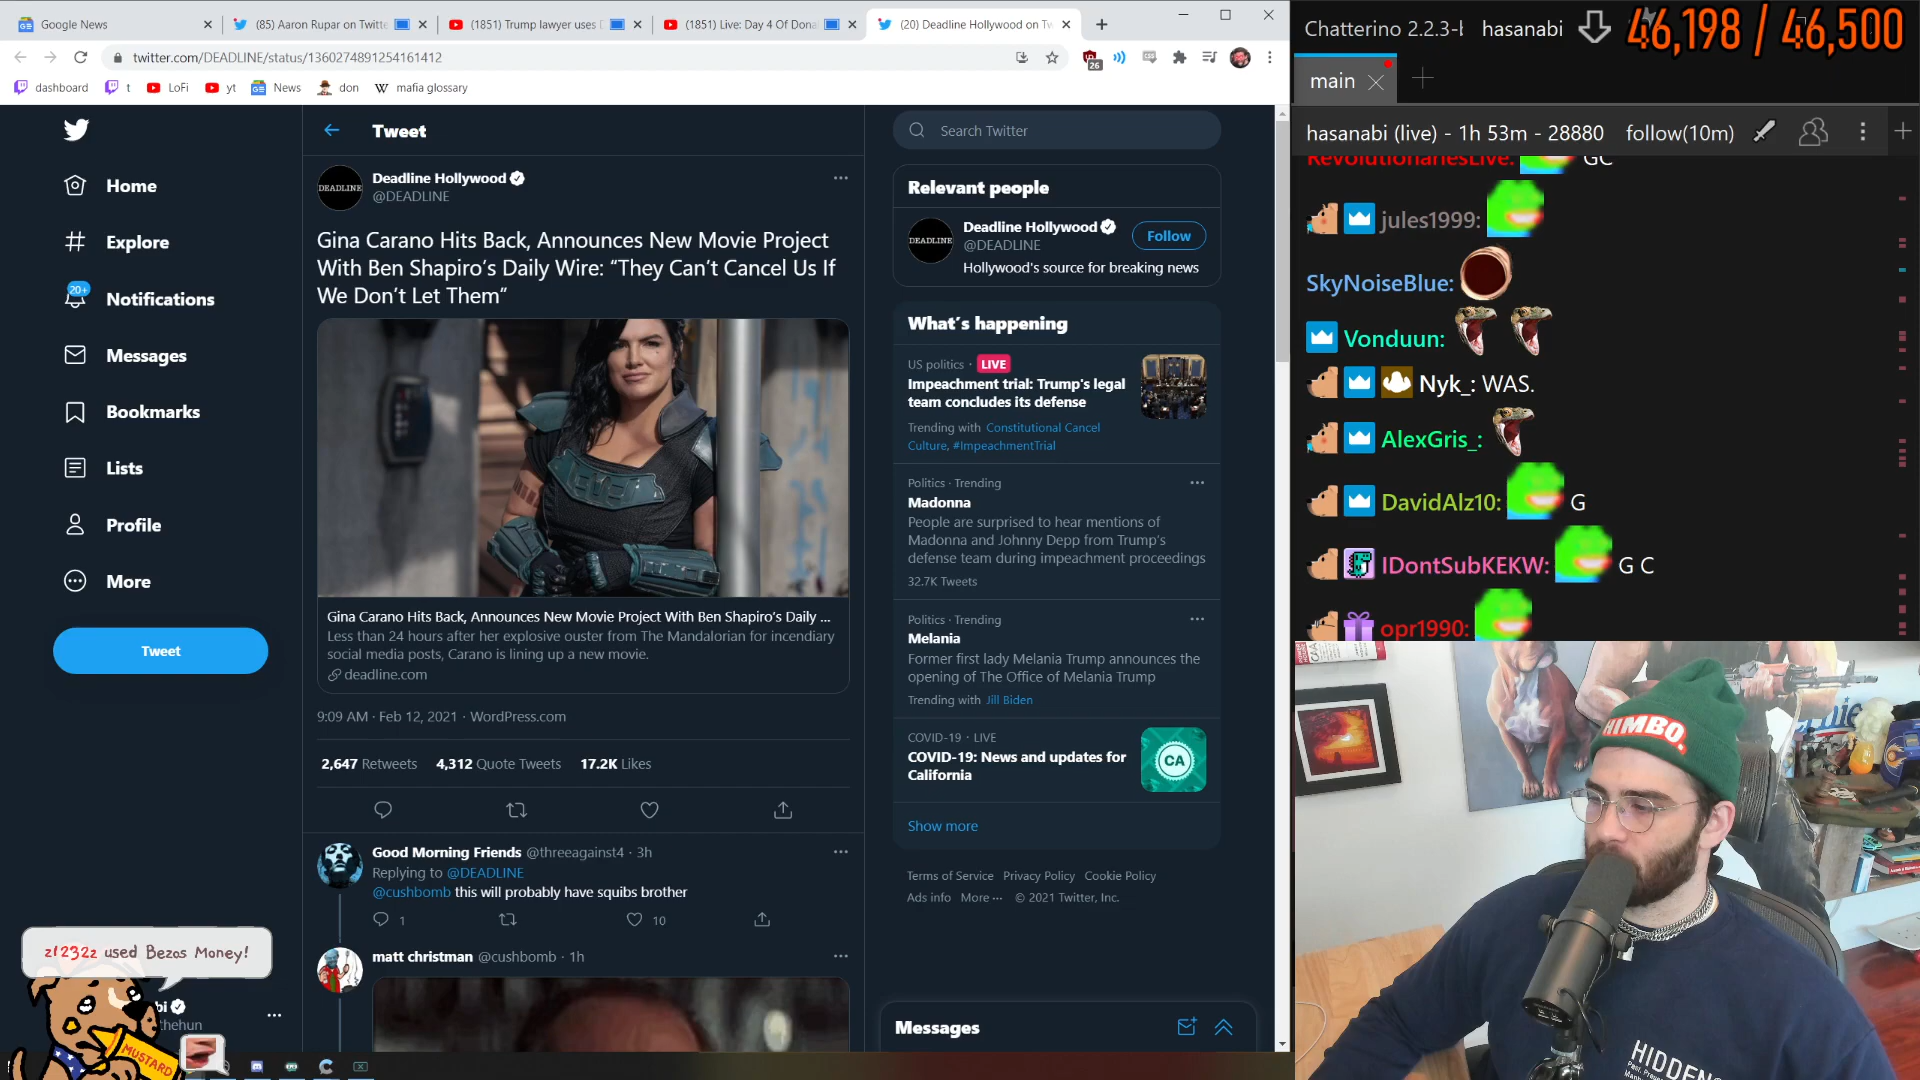 Google News
(85) Aaron Rupar on Twitte
(1851) Trump lawyer uses D
(1851) Live: Day 4 Of Dona
(20) Deadline Hollywood on Tw
twitter.com/DEADLINE/status/1360274891254161412
26
dashboard
t
LoFi
yt
News
don
mafia glossary
Home
Explore
20+
Notifications
Messages
Bookmarks
Lists
Profile
More
Tweet
Tweet
DEADLINE
Deadline Hollywood
@DEADLINE
Gina Carano Hits Back, Announces New Movie Project
With Ben Shapiro’s Daily Wire: “They Can’t Cancel Us If
We Don’t Let Them”
Gina Carano Hits Back, Announces New Movie Project With Ben Shapiro’s Daily ...
Less than 24 hours after her explosive ouster from The Mandalorian for incendiary
social media posts, Carano is lining up a new movie.
deadline.com
9:09 AM · Feb 12, 2021 · WordPress.com
2,647 Retweets 4,312 Quote Tweets 17.2K Likes
Good Morning Friends @threeagainst4 · 3h
Replying to @DEADLINE
@cushbomb this will probably have squibs brother
1
10
matt christman @cushbomb · 1h
Search Twitter
Relevant people
DEADLINE
Deadline Hollywood
@DEADLINE
Follow
Hollywood's source for breaking news
What’s happening
US politics · LIVE
Impeachment trial: Trump's legal
team concludes its defense
Trending with Constitutional Cancel
Culture, #ImpeachmentTrial
Politics · Trending
Madonna
People are surprised to hear mentions of
Madonna and Johnny Depp from Trump’s
defense team during impeachment proceedings
32.7K Tweets
Politics · Trending
Melania
Former first lady Melania Trump announces the
opening of The Office of Melania Trump
Trending with Jill Biden
COVID-19 · LIVE
COVID-19: News and updates for
California
CA
Show more
Terms of Service Privacy Policy Cookie Policy
Ads info More ··· © 2021 Twitter, Inc.
Messages
z1232z used Bezos Money!
bi
thehun
MUSTARD
Chatterino 2.2.3-b
hasanabi
46,198 / 46,500
main
hasanabi (live) - 1h 53m - 28880
follow(10m)
RevolutionariesLive: GC
jules1999:
SkyNoiseBlue:
Vonduun:
Nyk_: WAS.
AlexGris_:
DavidAlz10: G
IDontSubKEKW: G C
opr1990:
HIMBO.